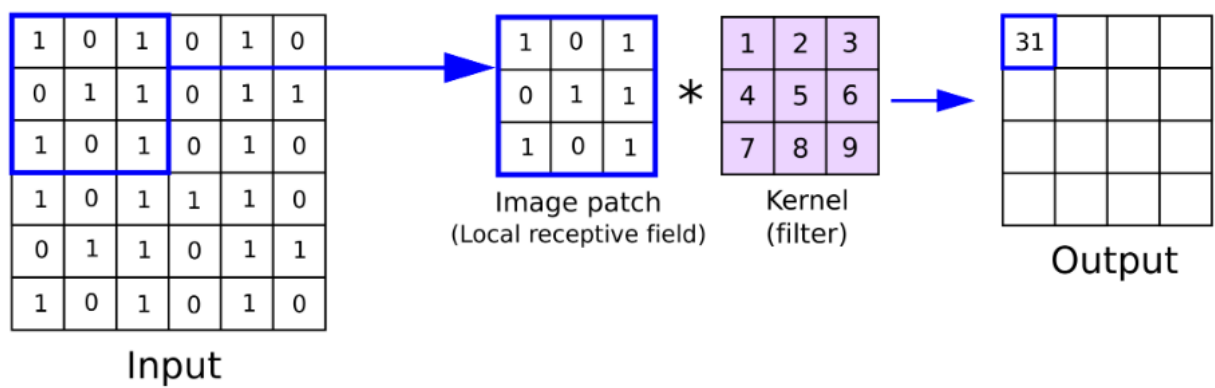 1 0 1 0 1 0
0 1 1 0 1 1
1 0 1 0 1 0
1 0 1 1 1 0
0 1 1 0 1 1
1 0 1 0 1 0
Input
1 0 1
0 1 1
1 0 1
Image patch
(Local receptive field)
*
1 2 3
4 5 6
7 8 9
Kernel
(filter)
31
Output